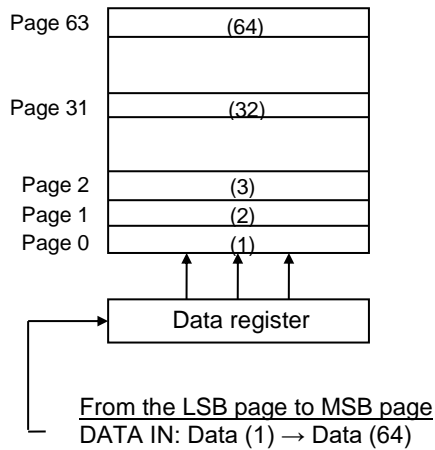 Page 63 (64)
Page 31 (32)
Page 2 (3)
Page 1 (2)
Page 0 (1)
Data register
From the LSB page to MSB page
DATA IN: Data (1) → Data (64)